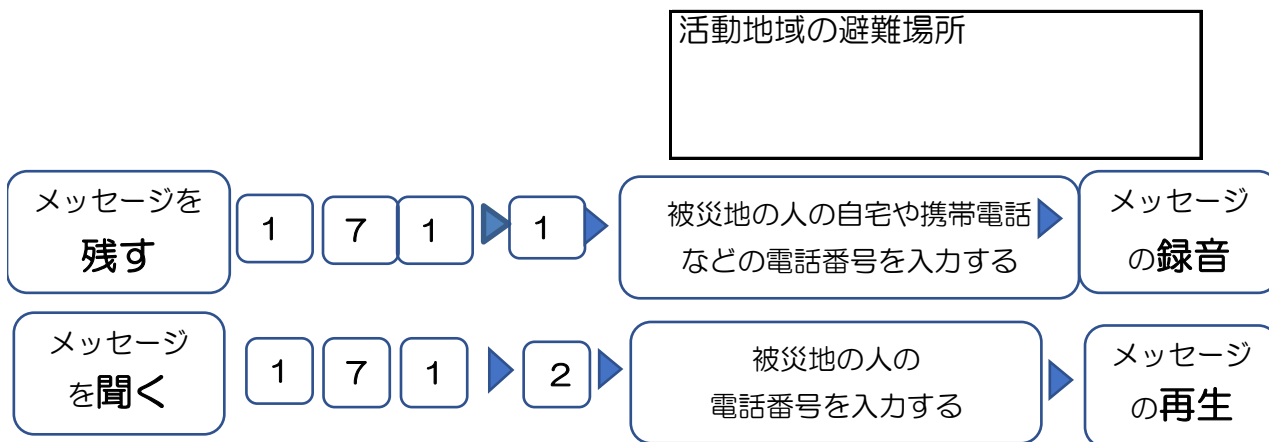 活動地域の避難場所
メッセージを
残す
1 7 1 1
被災地の人の自宅や携帯電話
などの電話番号を入力する
メッセージ
の録音
メッセージ
を聞く
1 7 1 2
被災地の人の
電話番号を入力する
メッセージ
の再生